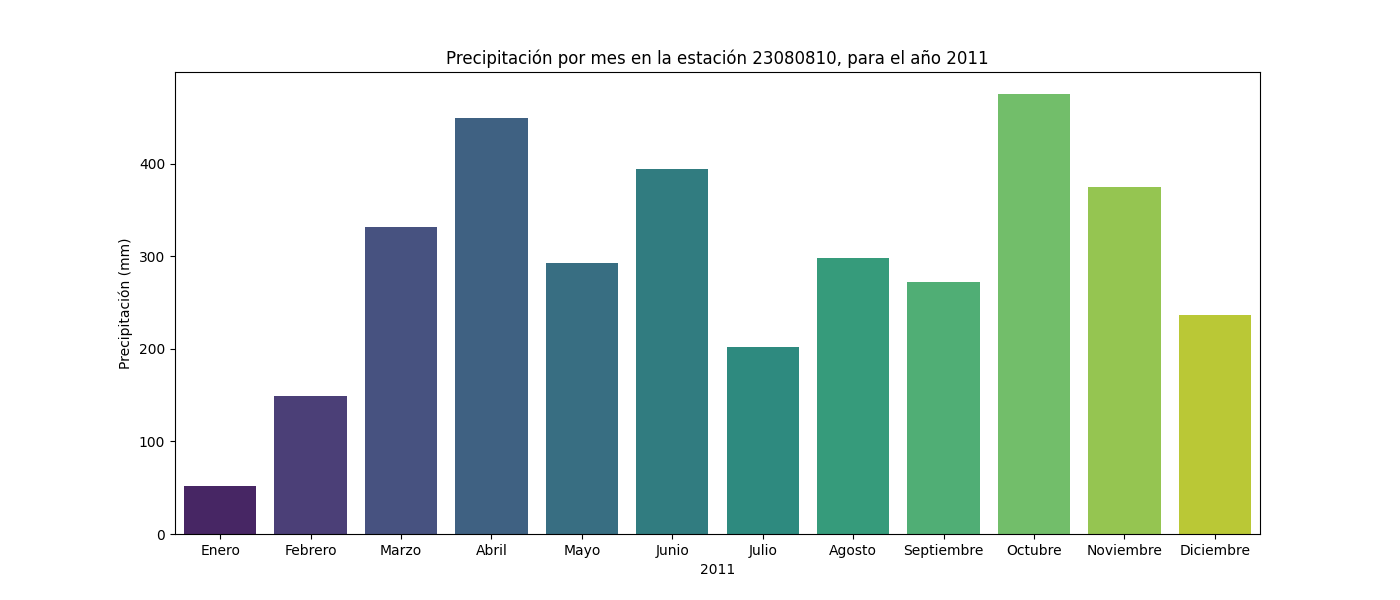 Precipitación por mes en la estación 23080810, para el año 2011
Precipitación (mm)
400
300
200
100
0
Enero Febrero Marzo Abril Mayo Junio Julio Agosto Septiembre Octubre Noviembre Diciembre
2011